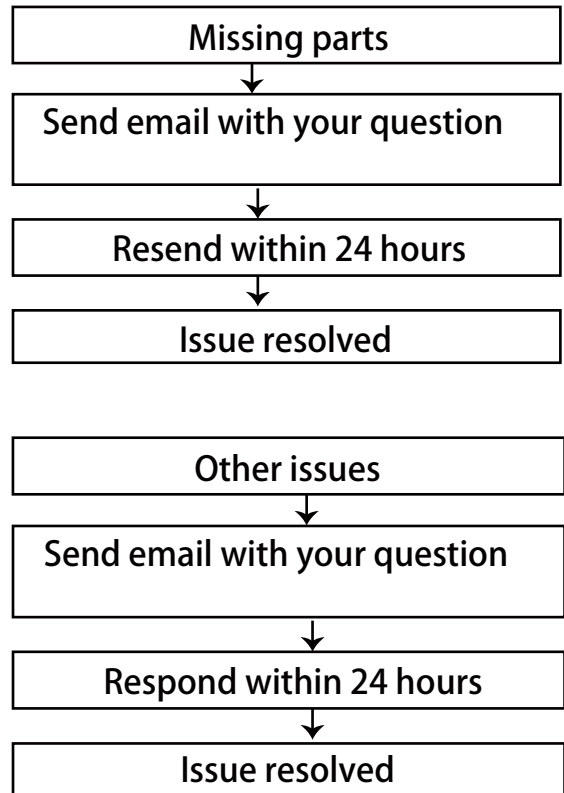 Missing parts
Send email with your question
Resend within 24 hours
Issue resolved
Other issues
Send email with your question
Respond within 24 hours
Issue resolved